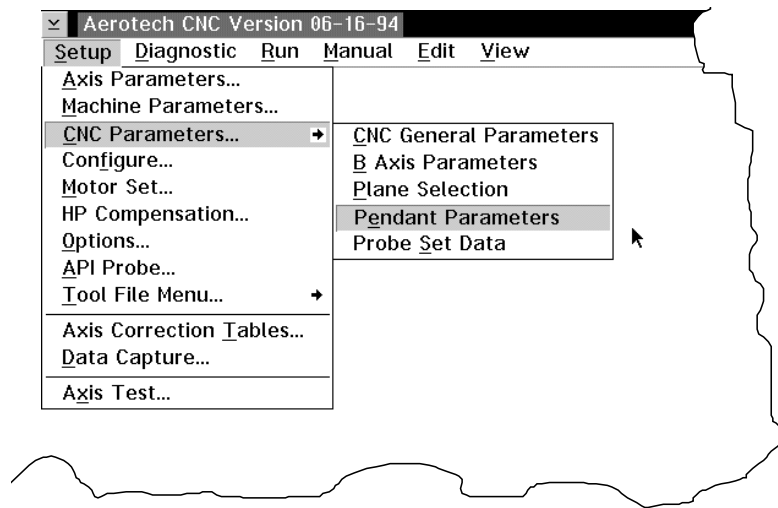 Aerotech CNC Version 06-16-94
Setup Diagnostic Run Manual Edit View
Axis Parameters...
Machine Parameters...
CNC Parameters...
Configure...
Motor Set...
HP Compensation...
Options...
API Probe...
Tool File Menu...
Axis Correction Tables...
Data Capture...
Axis Test...
CNC General Parameters
B Axis Parameters
Plane Selection
Pendant Parameters
Probe Set Data